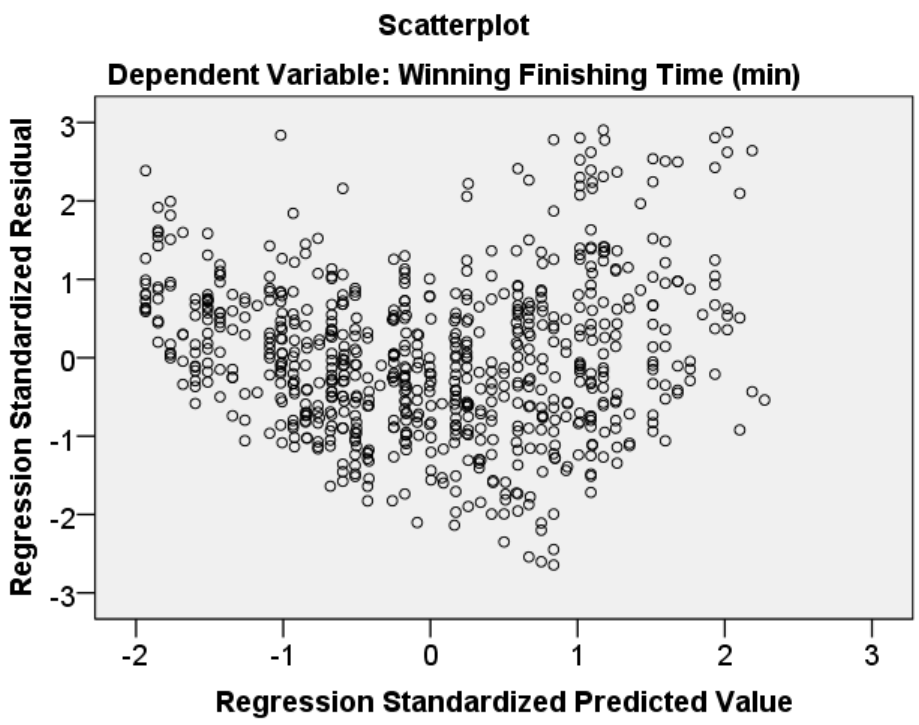 Scatterplot
Dependent Variable: Winning Finishing Time (min)
Regression Standardized Residual
3
2
1
0
-1
-2
-3
-2 -1 0 1 2 3
Regression Standardized Predicted Value